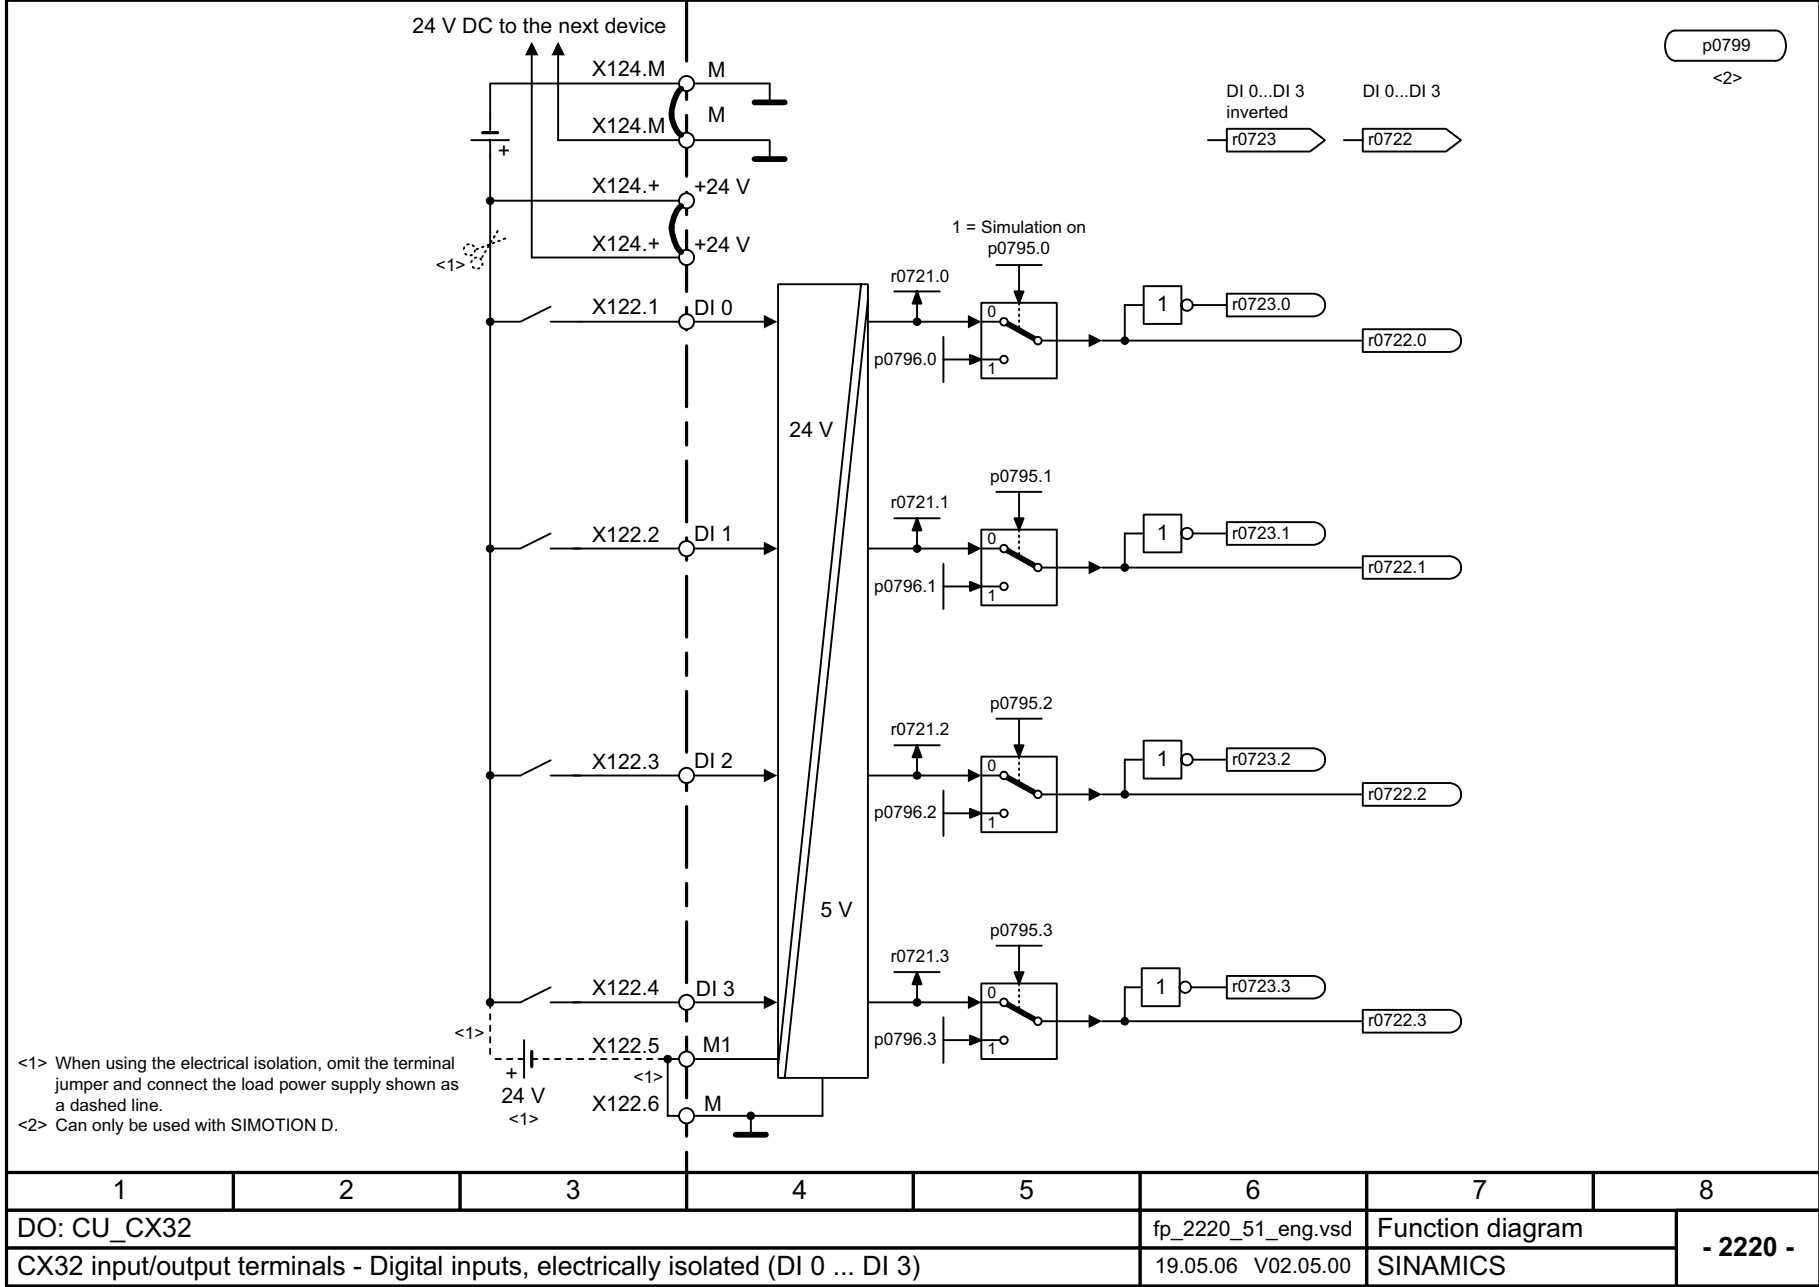 24 V DC to the next device
p0799
<2>
X124.M
M
DI 0...DI 3
inverted
DI 0...DI 3
X124.M
M
r0723
r0722
+
X124.+
+24 V
1 = Simulation on
p0795.0
X124.+
+24 V
<1>
r0721.0
X122.1
DI 0
0
1
r0723.0
r0722.0
p0796.0
1
24 V
p0795.1
r0721.1
X122.2
DI 1
0
1
r0723.1
r0722.1
p0796.1
1
p0795.2
r0721.2
X122.3
DI 2
0
1
r0723.2
r0722.2
p0796.2
1
5 V
p0795.3
r0721.3
X122.4
DI 3
0
1
r0723.3
r0722.3
p0796.3
1
<1>
X122.5
M1
+
24 V
<1>
<1>
X122.6
M
<1> When using the electrical isolation, omit the terminal
jumper and connect the load power supply shown as
a dashed line.
<2> Can only be used with SIMOTION D.
1 2 3 4 5 6 7 8
DO: CU_CX32
fp_2220_51_eng.vsd
Function diagram
- 2220 -
CX32 input/output terminals - Digital inputs, electrically isolated (DI 0 ... DI 3)
19.05.06 V02.05.00
SINAMICS